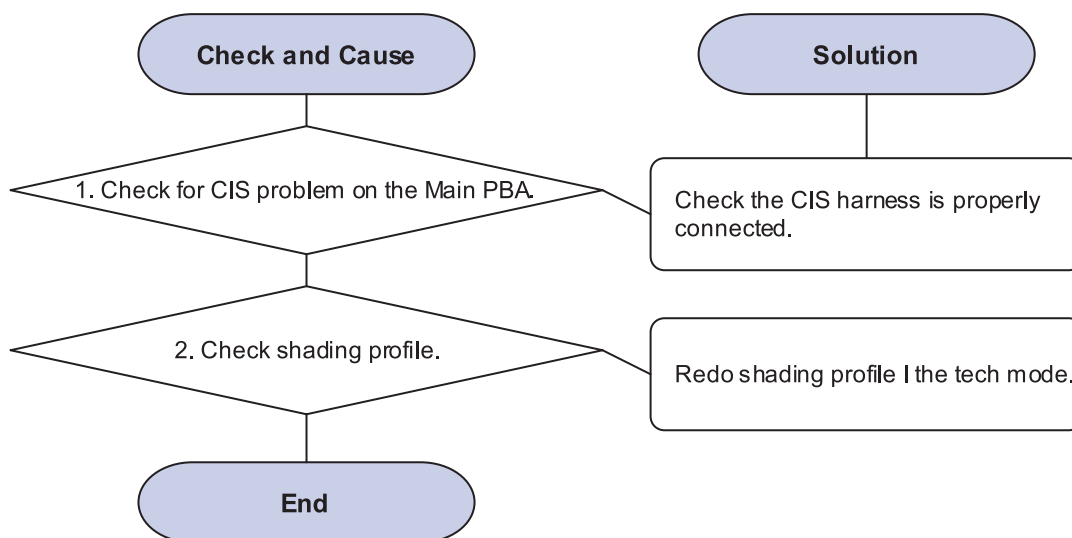 Check and Cause
Solution
1. Check for CIS problem on the Main PBA.
Check the CIS harness is properly
connected.
2. Check shading profile.
Redo shading profile I the tech mode.
End